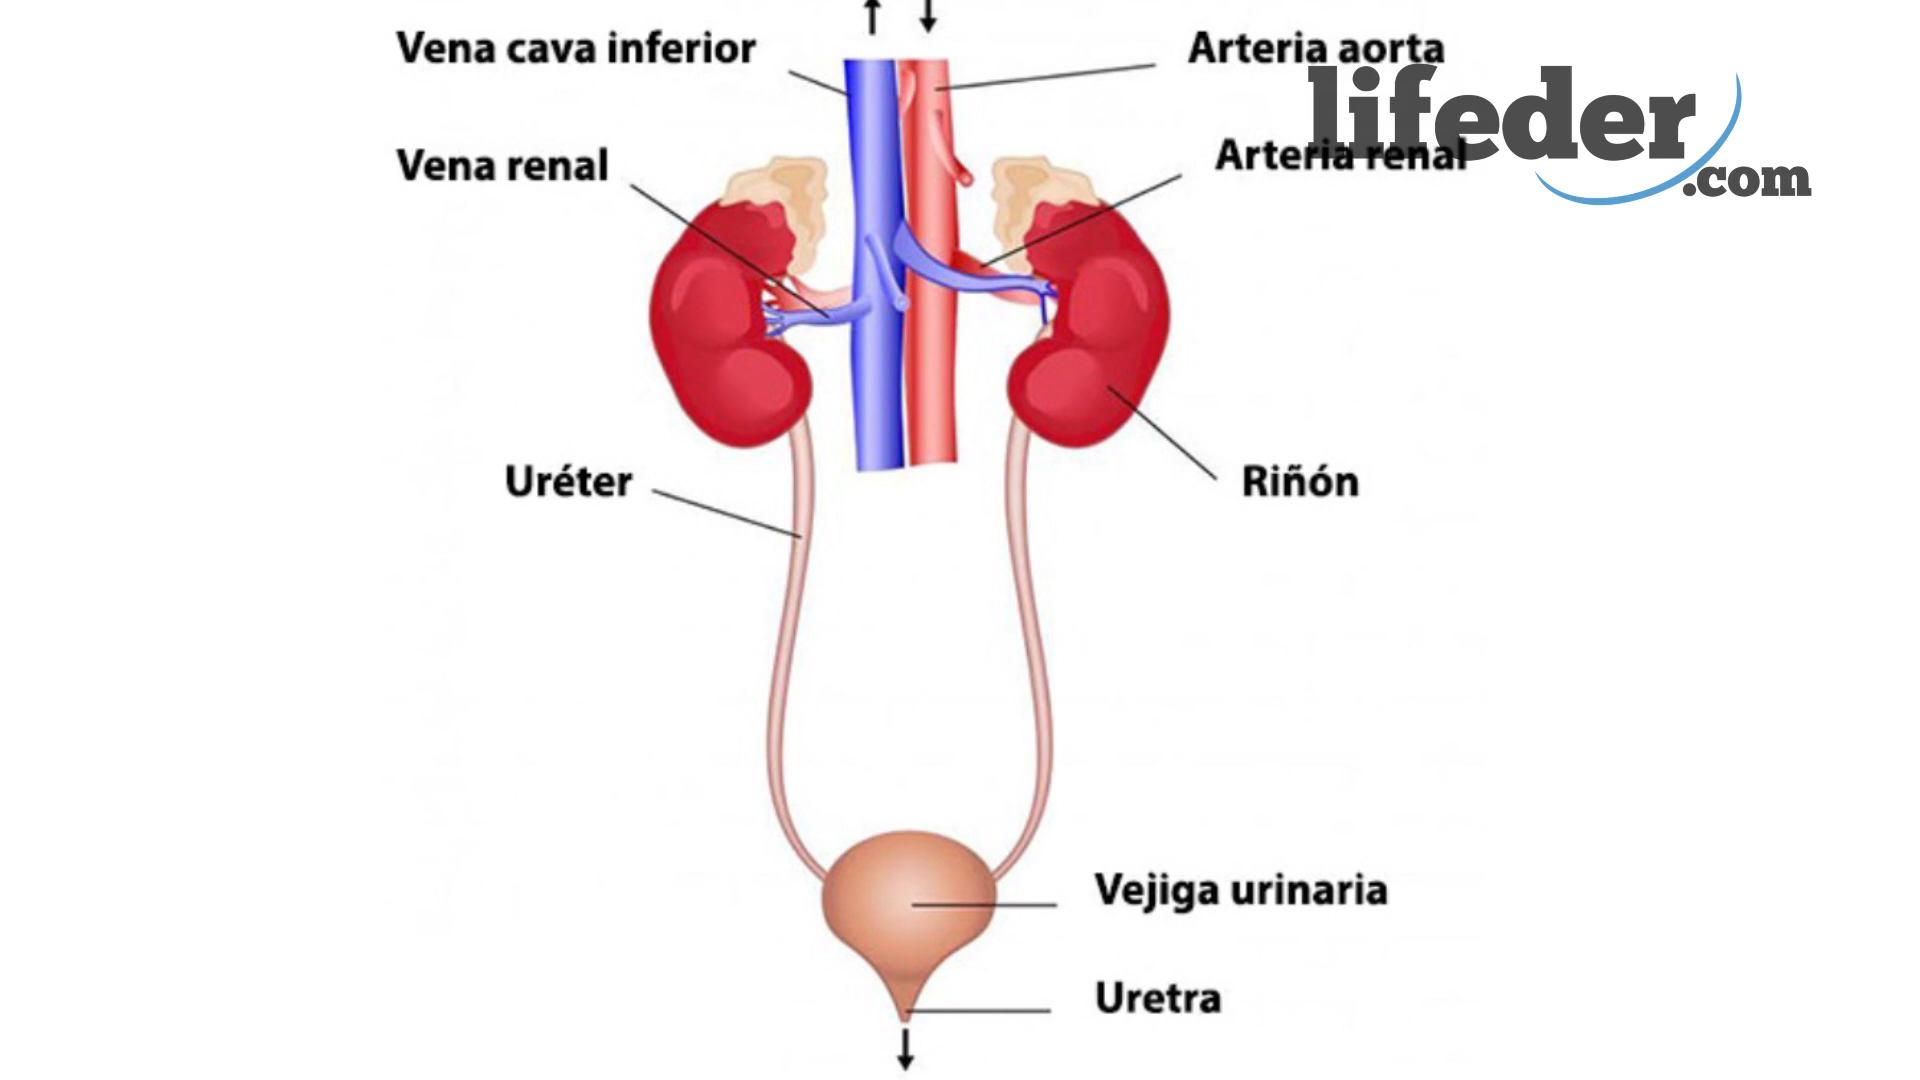 Vena cava inferior
Arteria aorta
lifeder
.com
Vena renal
Arteria renal
Uréter
Riñón
Vejiga urinaria
Uretra